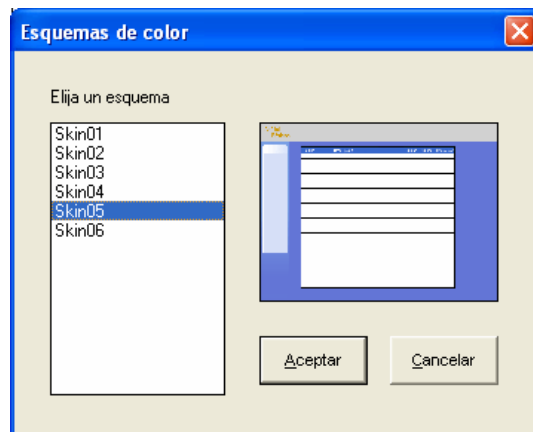 Esquemas de color
Elija un esquema
Skin01
Skin02
Skin03
Skin04
Skin05
Skin06
Aceptar
Cancelar